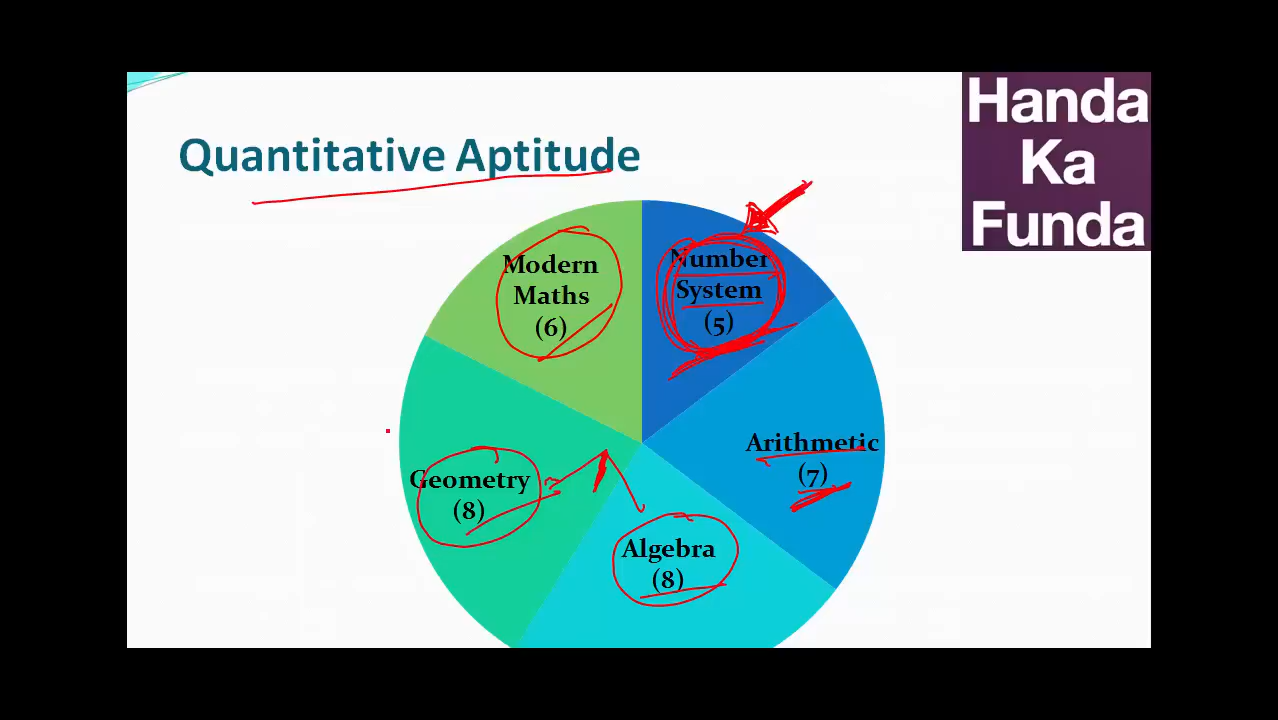 Quantitative Aptitude
Handa
Ka
Funda
Modern
Maths
(6)
Number
System
(5)
Arithmetic
(7)
Geometry
(8)
Algebra
(8)